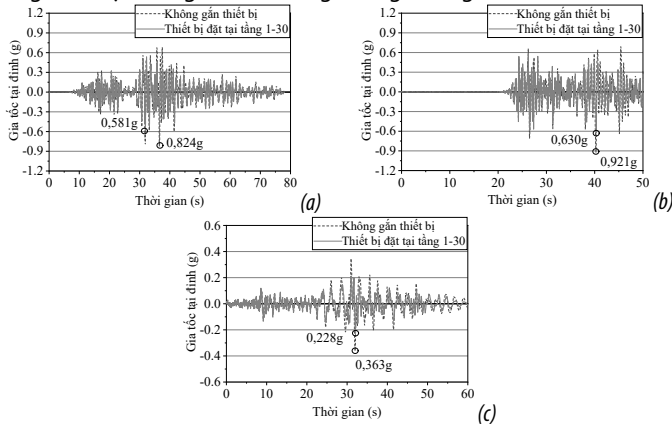 1.2
0.9
0.6
0.3
0.0
-0.3
-0.6
-0.9
-1.2
Gia tốc tại đỉnh (g)
Không gắn thiết bị
Thiết bị đặt tại tầng 1-30
0,581g
0,824g
0 10 20 30 40 50 60 70 80
Thời gian (s)
(a)
1.2
0.9
0.6
0.3
0.0
-0.3
-0.6
-0.9
-1.2
Gia tốc tại đỉnh (g)
Không gắn thiết bị
Thiết bị đặt tại tầng 1-30
0,630g
0,921g
0 10 20 30 40 50
Thời gian (s)
(b)
0.6
0.4
0.2
0.0
-0.2
-0.4
-0.6
Gia tốc tại đỉnh (g)
Không gắn thiết bị
Thiết bị đặt tại tầng 1-30
0,228g
0,363g
0 10 20 30 40 50 60
Thời gian (s)
(c)